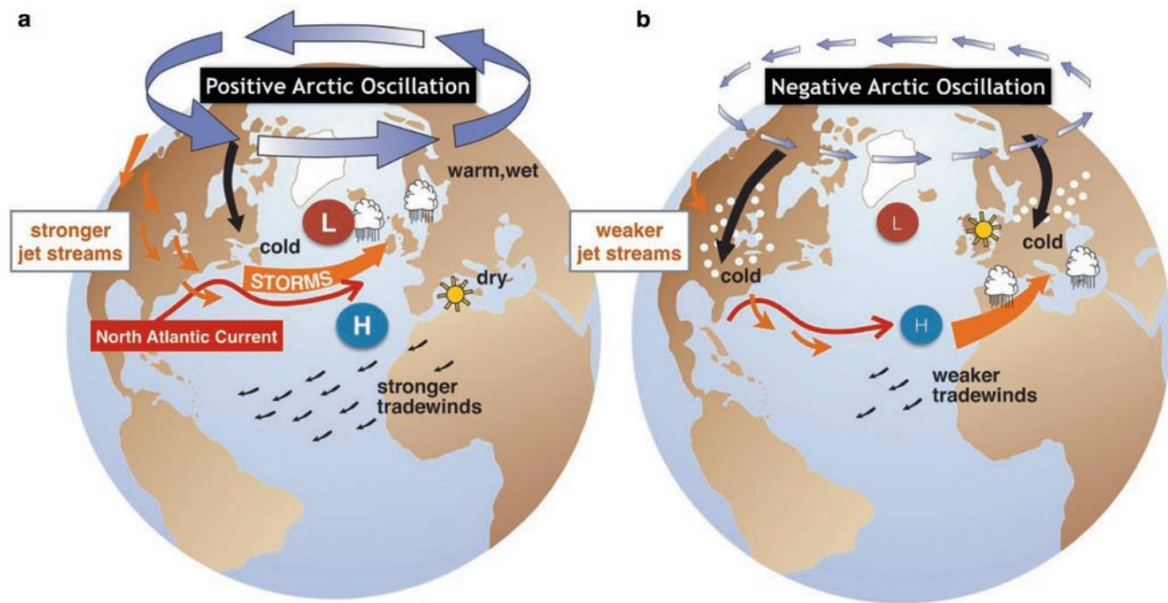 a
Positive Arctic Oscillation
warm,wet
stronger
jet streams
L
cold
STORMS
dry
North Atlantic Current
H
stronger
tradewinds
b
Negative Arctic Oscillation
weaker
jet streams
L
cold
cold
H
weaker
tradewinds